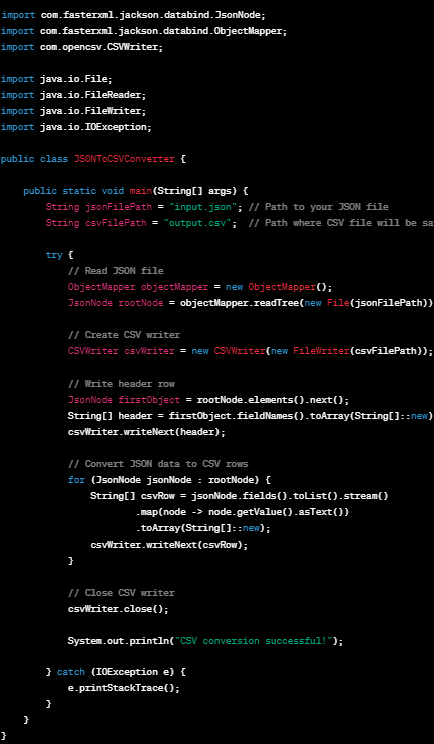 import com.fasterxml.jackson.databind.JsonNode;
import com.fasterxml.jackson.databind.ObjectMapper;
import com.opencsv.CSVWriter;

import java.io.File;
import java.io.FileReader;
import java.io.FileWriter;
import java.io.IOException;

public class JSONToCSVConverter {

    public static void main(String[] args) {
        String jsonFilePath = "input.json"; // Path to your JSON file
        String csvFilePath = "output.csv";  // Path where CSV file will be sa

        try {
            // Read JSON file
            ObjectMapper objectMapper = new ObjectMapper();
            JsonNode rootNode = objectMapper.readTree(new File(jsonFilePath))

            // Create CSV writer
            CSVWriter csvWriter = new CSVWriter(new FileWriter(csvFilePath));

            // Write header row
            JsonNode firstObject = rootNode.elements().next();
            String[] header = firstObject.fieldNames().toArray(String[]::new)
            csvWriter.writeNext(header);

            // Convert JSON data to CSV rows
            for (JsonNode jsonNode : rootNode) {
                String[] csvRow = jsonNode.fields().toList().stream()
                        .map(node -> node.getValue().asText())
                        .toArray(String[]::new);
                csvWriter.writeNext(csvRow);
            }

            // Close CSV writer
            csvWriter.close();

            System.out.println("CSV conversion successful!");

        } catch (IOException e) {
            e.printStackTrace();
        }
    }
}